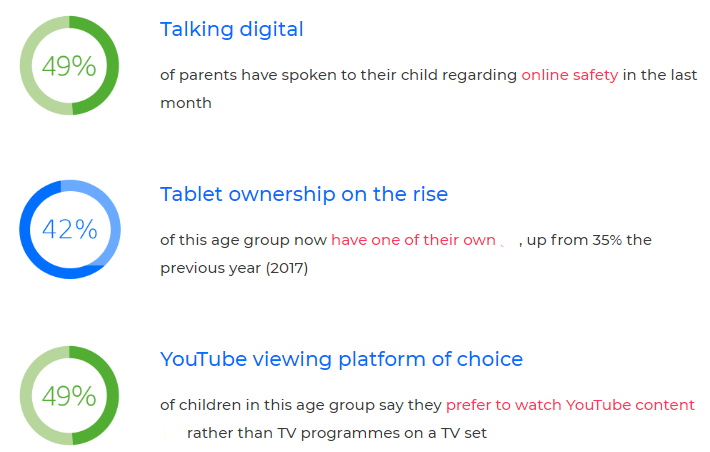 49%
Talking digital
of parents have spoken to their child regarding online safety in the last
month
42%
Tablet ownership on the rise
of this age group now have one of their own , up from 35% the
previous year (2017)
49%
YouTube viewing platform of choice
of children in this age group say they prefer to watch YouTube content
rather than TV programmes on a TV set